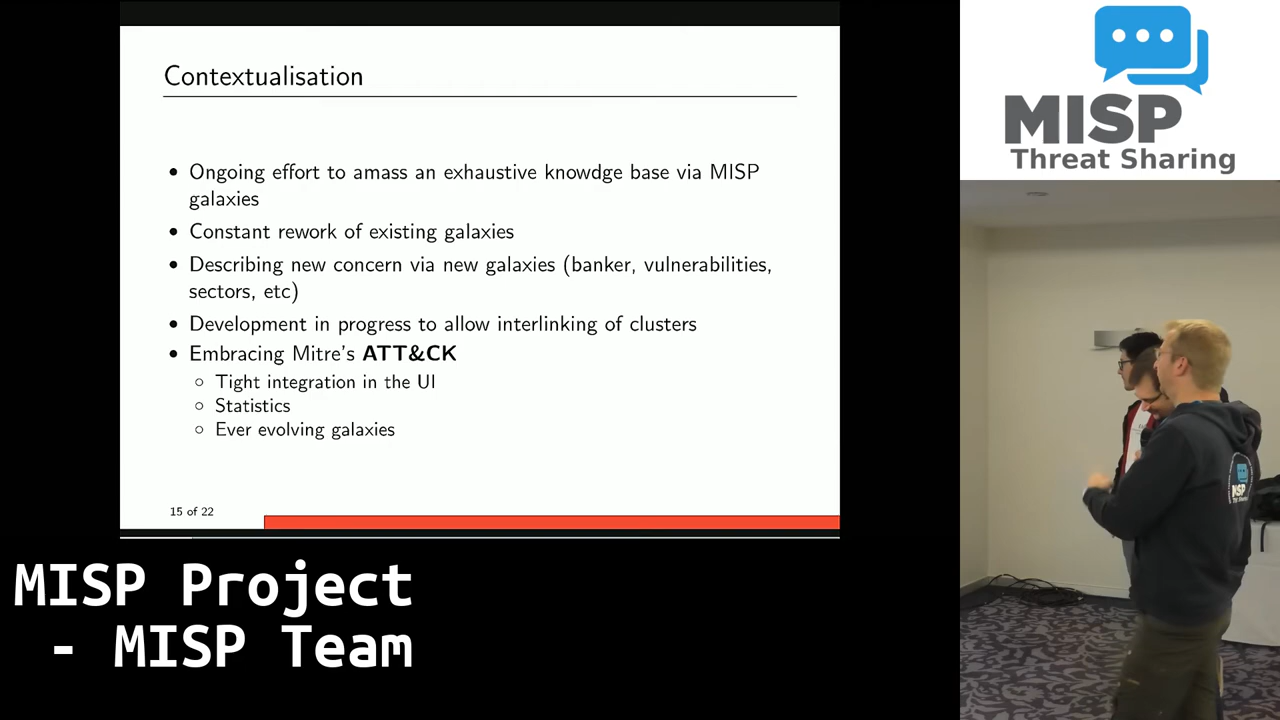 Contextualisation
• Ongoing effort to amass an exhaustive knowdge base via MISP
galaxies
• Constant rework of existing galaxies
• Describing new concern via new galaxies (banker, vulnerabilities,
sectors, etc)
• Development in progress to allow interlinking of clusters
• Embracing Mitre's ATT&CK
◦ Tight integration in the UI
◦ Statistics
◦ Ever evolving galaxies
15 of 22
MISP
Threat Sharing
MISP
MISP Project
- MISP Team